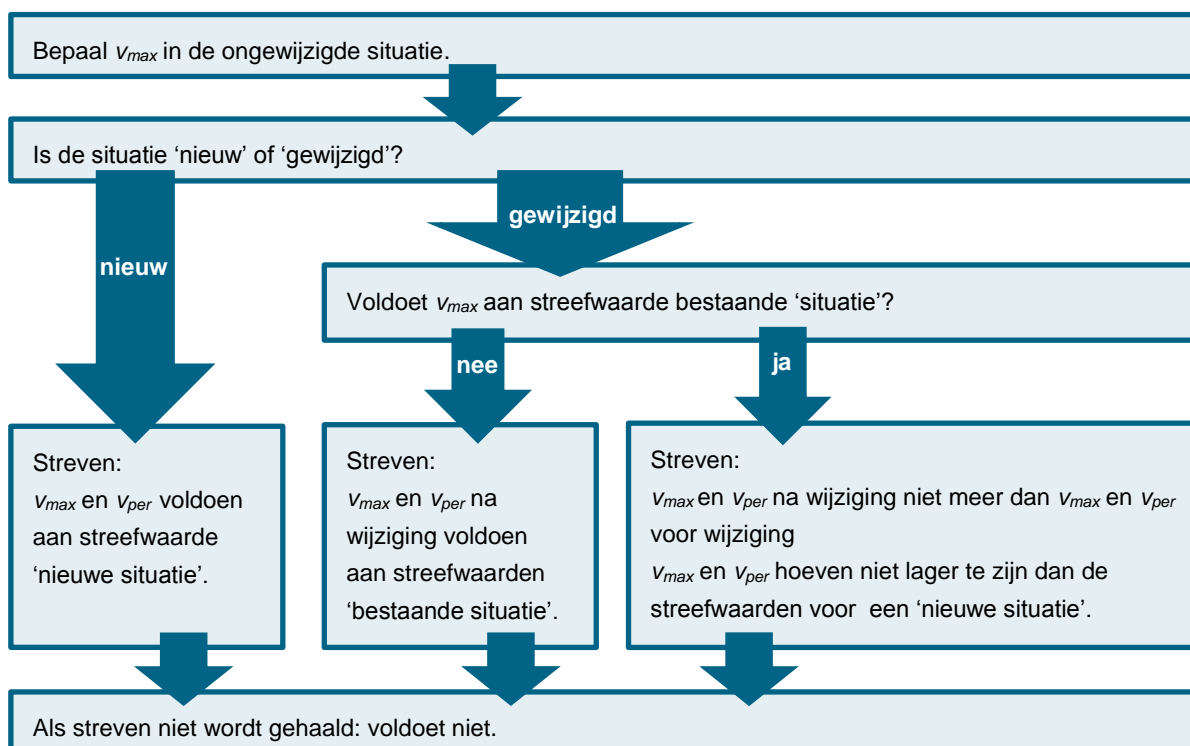 Bepaal vmax in de ongewijzigde situatie.
Is de situatie ‘nieuw’ of ‘gewijzigd’?
gewijzigd
nieuw
Voldoet vmax aan streefwaarde bestaande ‘situatie’?
nee
ja
Streven:
vmax en vper voldoen
aan streefwaarde
‘nieuwe situatie’.
Streven:
vmax en vper na
wijziging voldoen
aan streefwaarden
‘bestaande situatie’.
Streven:
vmax en vper na wijziging niet meer dan vmax en vper
voor wijziging
vmax en vper hoeven niet lager te zijn dan de
streefwaarden voor een ‘nieuwe situatie’.
Als streven niet wordt gehaald: voldoet niet.